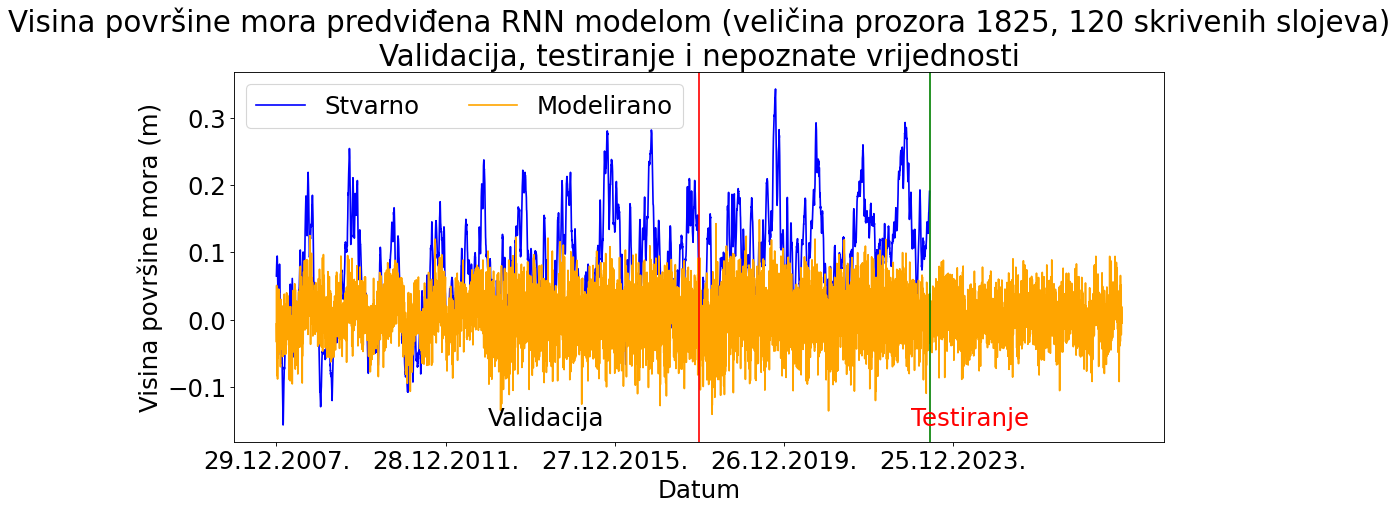 Visina površine mora predviđena RNN modelom (veličina prozora 1825, 120 skrivenih slojeva)
Validacija, testiranje i nepoznate vrijednosti
Stvarno
Modelirano
Visina površine mora (m)
0.3
0.2
0.1
0.0
−0.1
Validacija
Testiranje
29.12.2007.
28.12.2011.
27.12.2015.
26.12.2019.
25.12.2023.
Datum